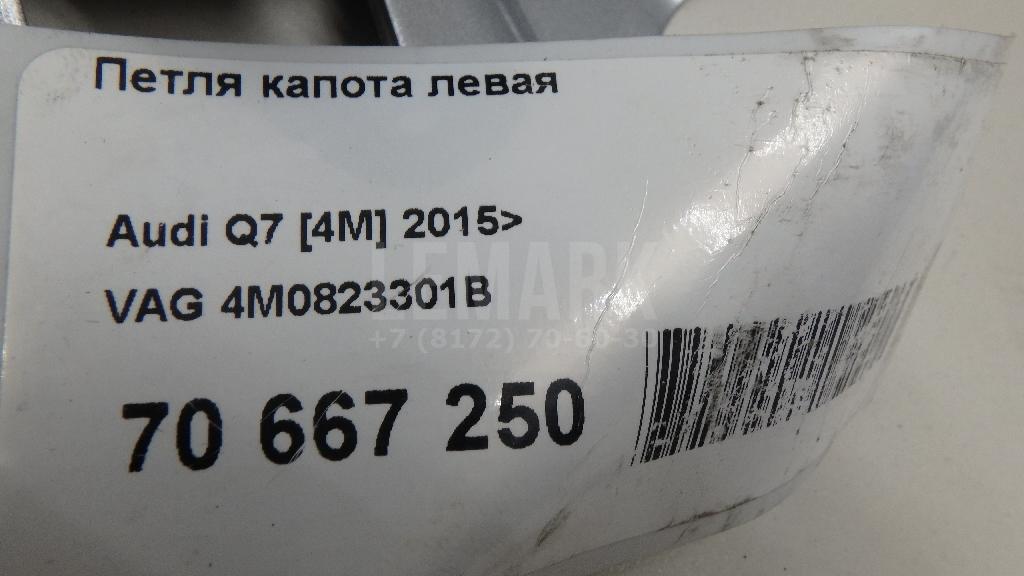 Петля капота левая
Audi Q7 [4M] 2015>
LEMARK
VAG 4M0823301B
+7 (8172) 70-60-30
70 667 250